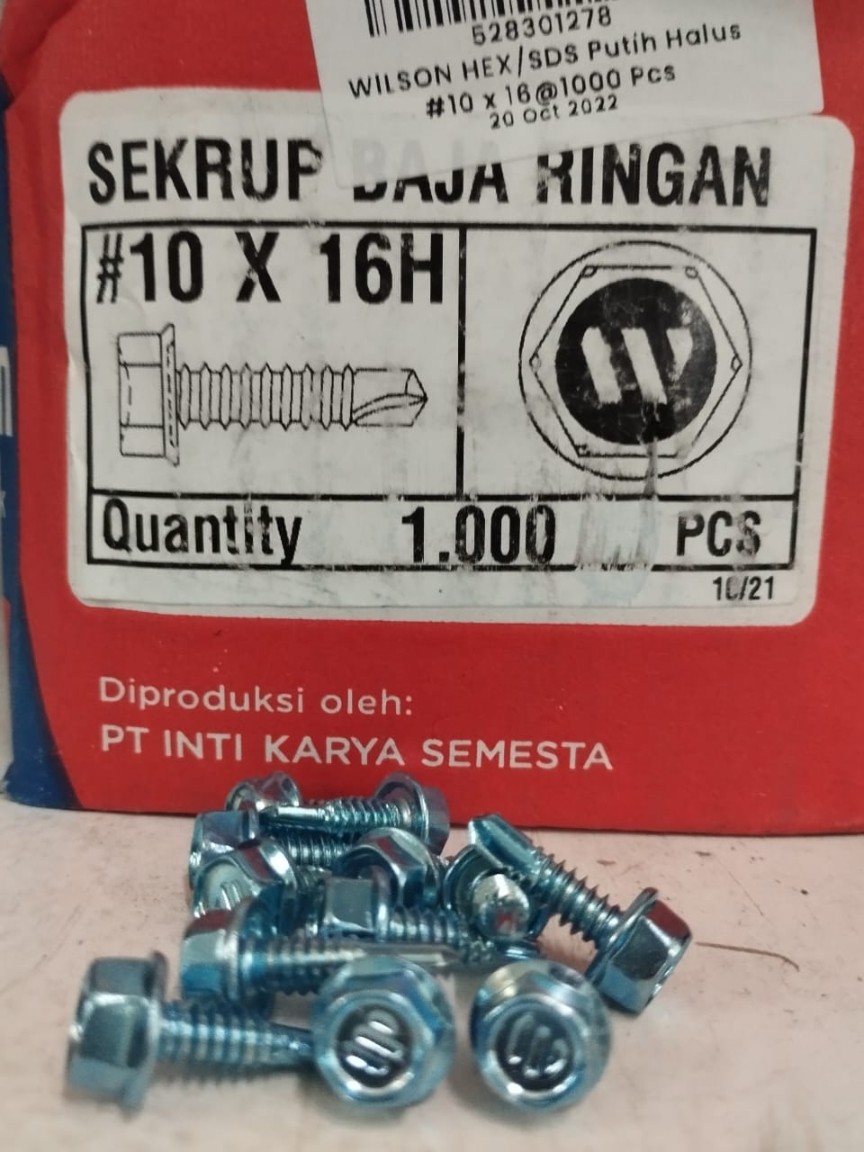 528301278
WILSON HEX/SDS Putih Halus
#10 x 16@1000 Pcs
20 Oct 2022
SEKRUP BAJA RINGAN
#10 X 16H
W
Quantity 1.000 PCS
10/21
Diproduksi oleh:
PT INTI KARYA SEMESTA